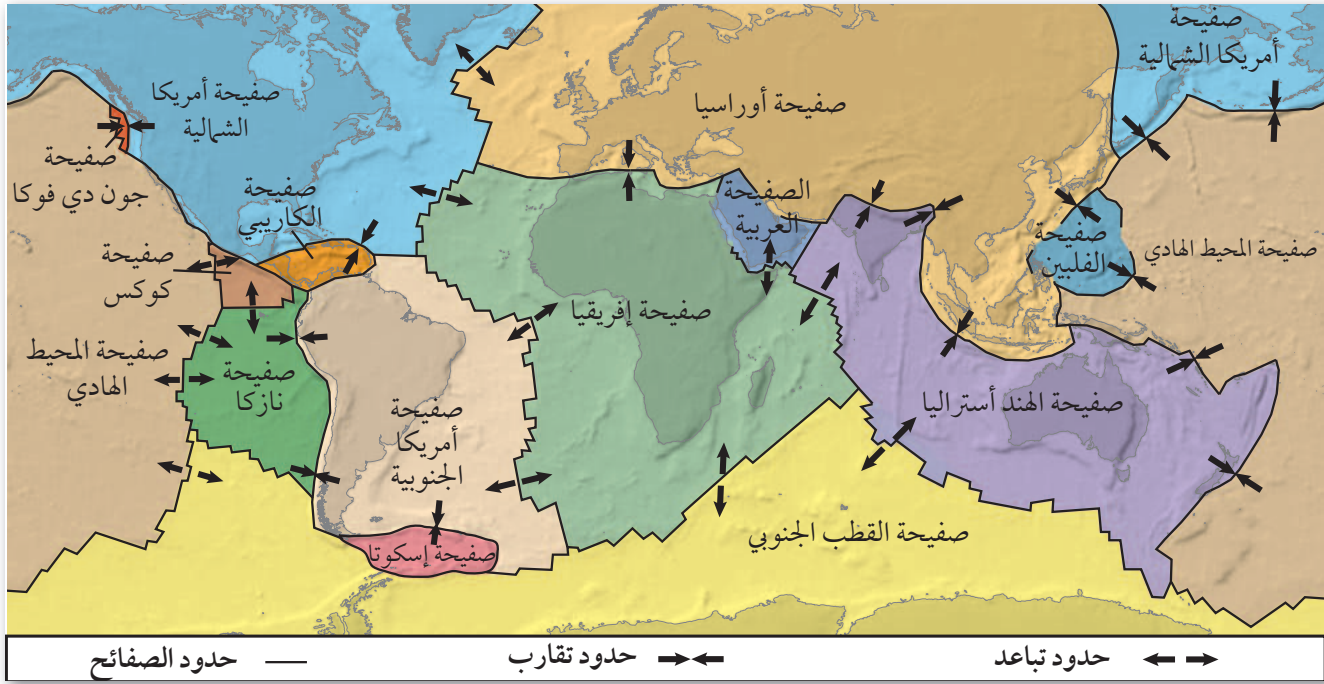 صفيحة
أمريكا الشمالية
صفيحة أمريكا
الشمالية
صفيحة أوراسيا
صفيحة
جون دي فوكا
صفيحة
الكاريبي
الصفيحة
العربية
صفيحة
الفلبين
صفيحة المحيط الهادي
صفيحة
كوكس
صفيحة إفريقيا
صفيحة المحيط
الهادي
صفيحة
نازكا
صفيحة
أمريكا
الجنوبية
صفيحة الهند أستراليا
صفيحة القطب الجنوبي
صفيحة إسكوتا
حدود تباعد
حدود تقارب
حدود الصفائح